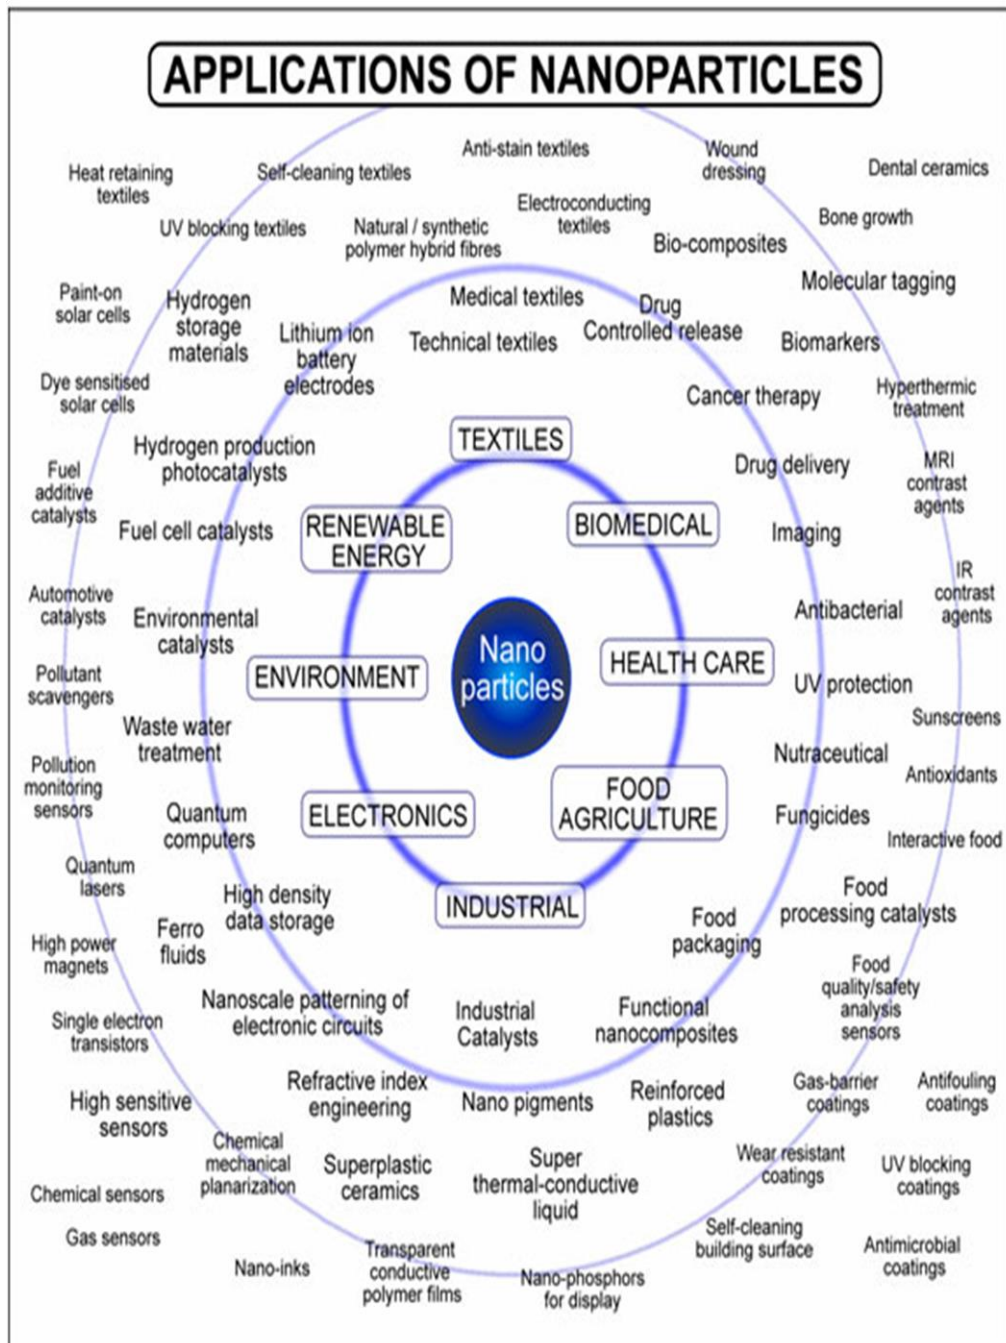 APPLICATIONS OF NANOPARTICLES
Anti-stain textiles
Wound
dressing
Dental ceramics
Heat retaining
textiles
Self-cleaning textiles
Electroconducting
textiles
Bone growth
UV blocking textiles
Natural / synthetic
polymer hybrid fibres
Bio-composites
Molecular tagging
Paint-on
solar cells
Hydrogen
storage
materials
Medical textiles
Drug
Controlled release
Lithium ion
battery
electrodes
Technical textiles
Biomarkers
Dye sensitised
solar cells
Cancer therapy
Hyperthermic
treatment
TEXTILES
Hydrogen production
photocatalysts
Drug delivery
MRI
contrast
agents
Fuel
additive
catalysts
Fuel cell catalysts
RENEWABLE
ENERGY
BIOMEDICAL
Imaging
IR
contrast
agents
Automotive
catalysts
Environmental
catalysts
Antibacterial
Nano
particles
HEALTH CARE
Pollutant
scavengers
ENVIRONMENT
UV protection
Sunscreens
Waste water
treatment
Nutraceutical
Antioxidants
Pollution
monitoring
sensors
FOOD
AGRICULTURE
Quantum
computers
ELECTRONICS
Fungicides
Interactive food
Quantum
lasers
High density
data storage
INDUSTRIAL
Food
processing catalysts
Ferro
fluids
Food
packaging
High power
magnets
Food
quality/safety
analysis
sensors
Nanoscale patterning of
electronic circuits
Industrial
Catalysts
Functional
nanocomposites
Single electron
transistors
Refractive index
engineering
Nano pigments
Reinforced
plastics
Gas-barrier
coatings
Antifouling
coatings
High sensitive
sensors
Chemical
mechanical
planarization
Superplastic
ceramics
Super
thermal-conductive
liquid
Wear resistant
coatings
UV blocking
coatings
Chemical sensors
Gas sensors
Self-cleaning
building surface
Antimicrobial
coatings
Nano-inks
Transparent
conductive
polymer films
Nano-phosphors
for display